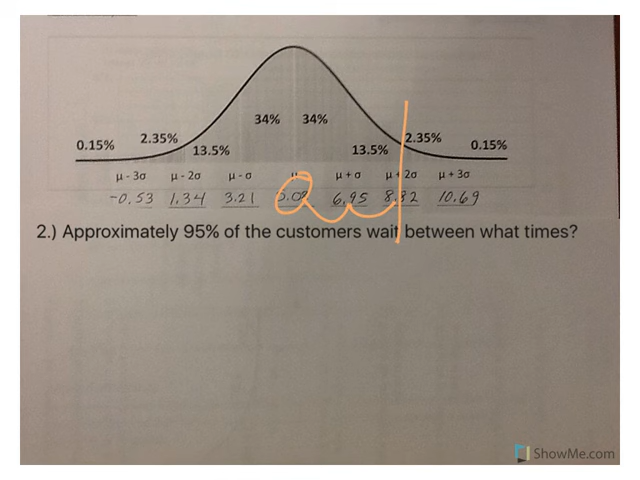 34% 34%
0.15% 2.35% 13.5% 13.5% 2.35% 0.15%
μ - 3σ μ - 2σ μ - σ μ + σ μ + 2σ μ + 3σ
-0.53 1.34 3.21 6.95 8.82 10.69
2.) Approximately 95% of the customers wait between what times?
ShowMe.com